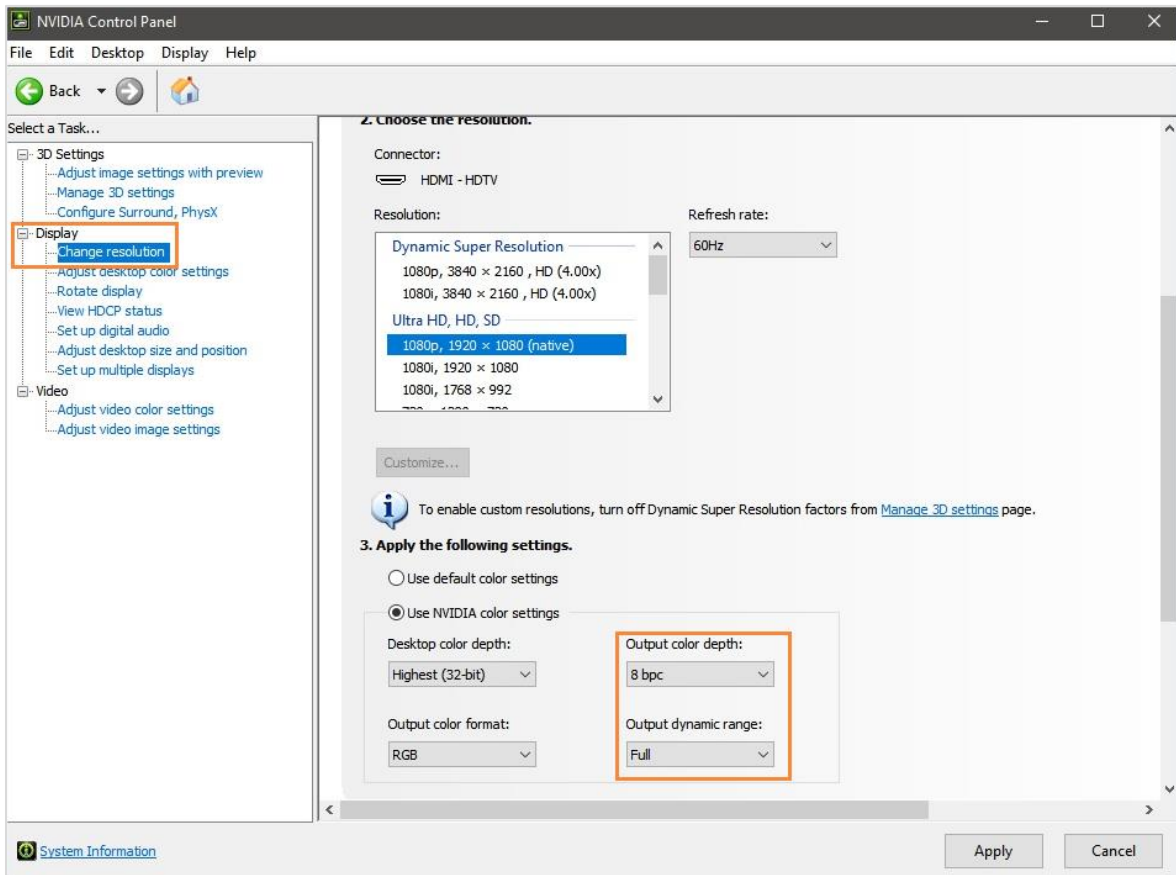 NVIDIA Control Panel
File Edit Desktop Display Help
Back
Select a Task...
3D Settings
Adjust image settings with preview
Manage 3D settings
Configure Surround, PhysX
Display
Change resolution
Adjust desktop color settings
Rotate display
View HDCP status
Set up digital audio
Adjust desktop size and position
Set up multiple displays
Video
Adjust video color settings
Adjust video image settings
2. Choose the resolution.
Connector:
HDMI - HDTV
Resolution:
Refresh rate:
60Hz
Dynamic Super Resolution
1080p, 3840 × 2160 , HD (4.00x)
1080i, 3840 × 2160 , HD (4.00x)
Ultra HD, HD, SD
1080p, 1920 × 1080 (native)
1080i, 1920 × 1080
1080i, 1768 × 992
Customize...
To enable custom resolutions, turn off Dynamic Super Resolution factors from Manage 3D settings page.
3. Apply the following settings.
Use default color settings
Use NVIDIA color settings
Desktop color depth:
Highest (32-bit)
Output color depth:
8 bpc
Output color format:
RGB
Output dynamic range:
Full
System Information
Apply
Cancel